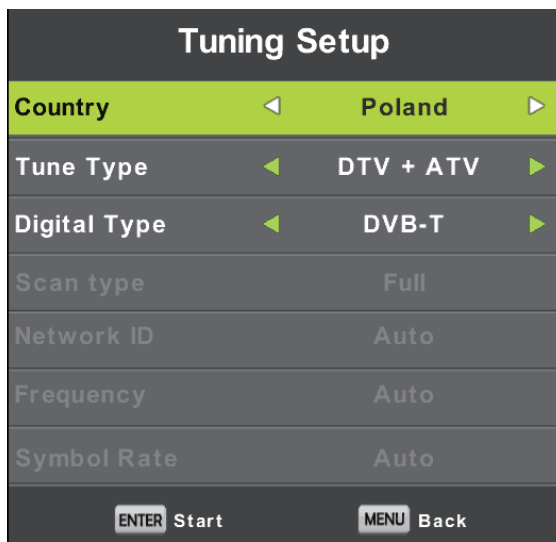 Tuning Setup
Country Poland
Tune Type DTV + ATV
Digital Type DVB-T
Scan type Full
Network ID Auto
Frequency Auto
Symbol Rate Auto
ENTER Start MENU Back